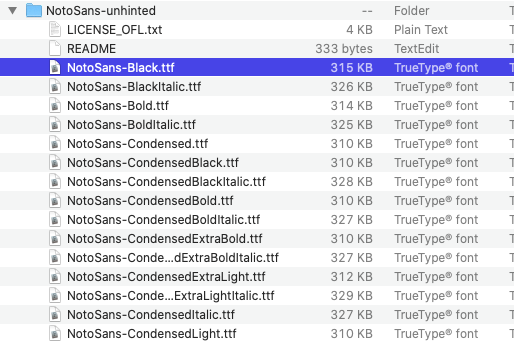 NotoSans-unhinted -- Folder
LICENSE_OFL.txt 4 KB Plain Text
README 333 bytes TextEdit
NotoSans-Black.ttf 315 KB TrueType® font
NotoSans-BlackItalic.ttf 326 KB TrueType® font
NotoSans-Bold.ttf 314 KB TrueType® font
NotoSans-BoldItalic.ttf 325 KB TrueType® font
NotoSans-Condensed.ttf 310 KB TrueType® font
NotoSans-CondensedBlack.ttf 310 KB TrueType® font
NotoSans-CondensedBlackItalic.ttf 328 KB TrueType® font
NotoSans-CondensedBold.ttf 310 KB TrueType® font
NotoSans-CondensedBoldItalic.ttf 327 KB TrueType® font
NotoSans-CondensedExtraBold.ttf 310 KB TrueType® font
NotoSans-Conde...dExtraBoldItalic.ttf 327 KB TrueType® font
NotoSans-CondensedExtraLight.ttf 312 KB TrueType® font
NotoSans-Conde...ExtraLightItalic.ttf 329 KB TrueType® font
NotoSans-CondensedItalic.ttf 327 KB TrueType® font
NotoSans-CondensedLight.ttf 310 KB TrueType® font